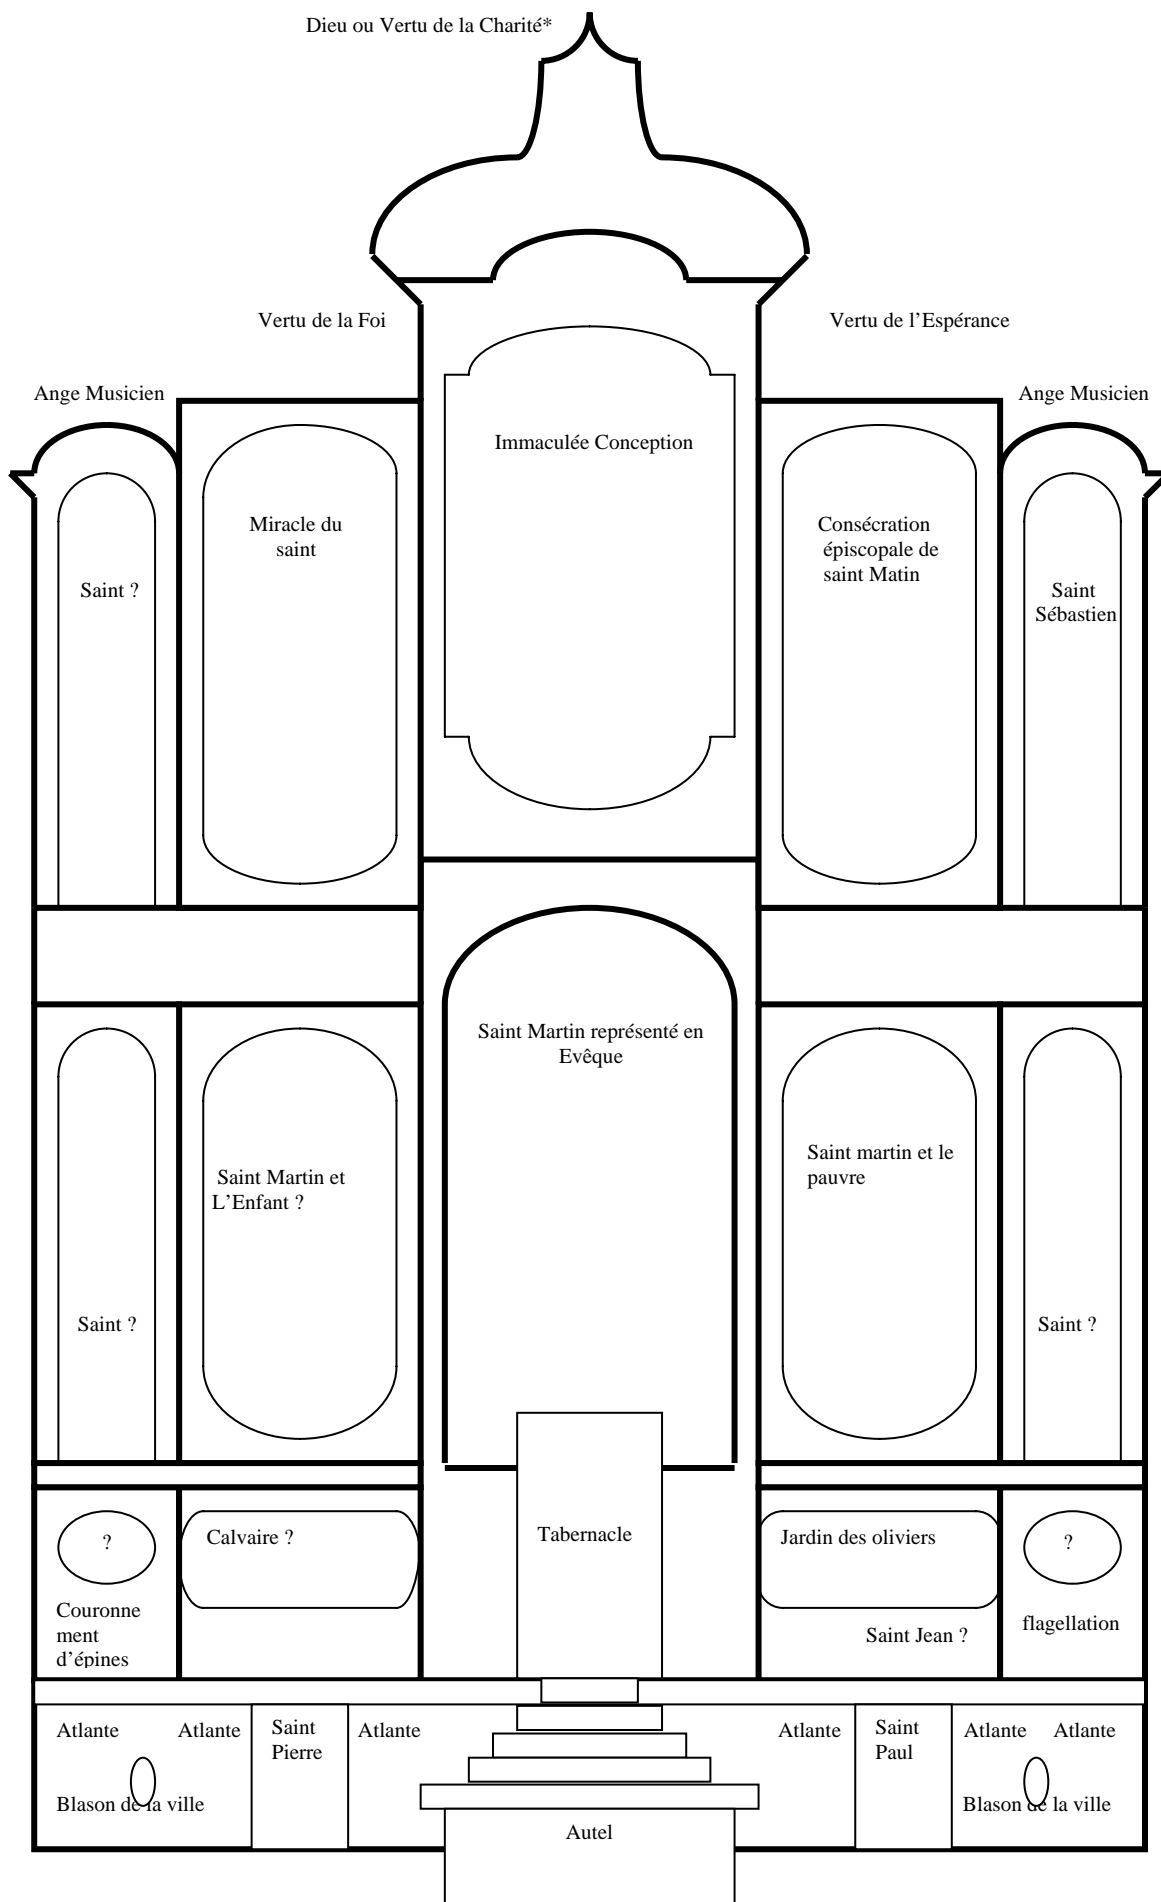 Dieu ou Vertu de la Charité*
Vertu de la Foi
Vertu de l'Espérance
Ange Musicien
Ange Musicien
Immaculée Conception
Miracle du
saint
Consécration
épiscopale de
saint Matin
Saint ?
Saint
Sébastien
Saint Martin représenté en
Evêque
Saint Martin et
L'Enfant ?
Saint martin et le
pauvre
Saint ?
Saint ?
?
Calvaire ?
Tabernacle
Jardin des oliviers
?
Couronne
ment
d'épines
Saint Jean ?
flagellation
Atlante
Atlante
Saint
Pierre
Atlante
Atlante
Saint
Paul
Atlante
Atlante
Blason de la ville
Blason de la ville
Autel